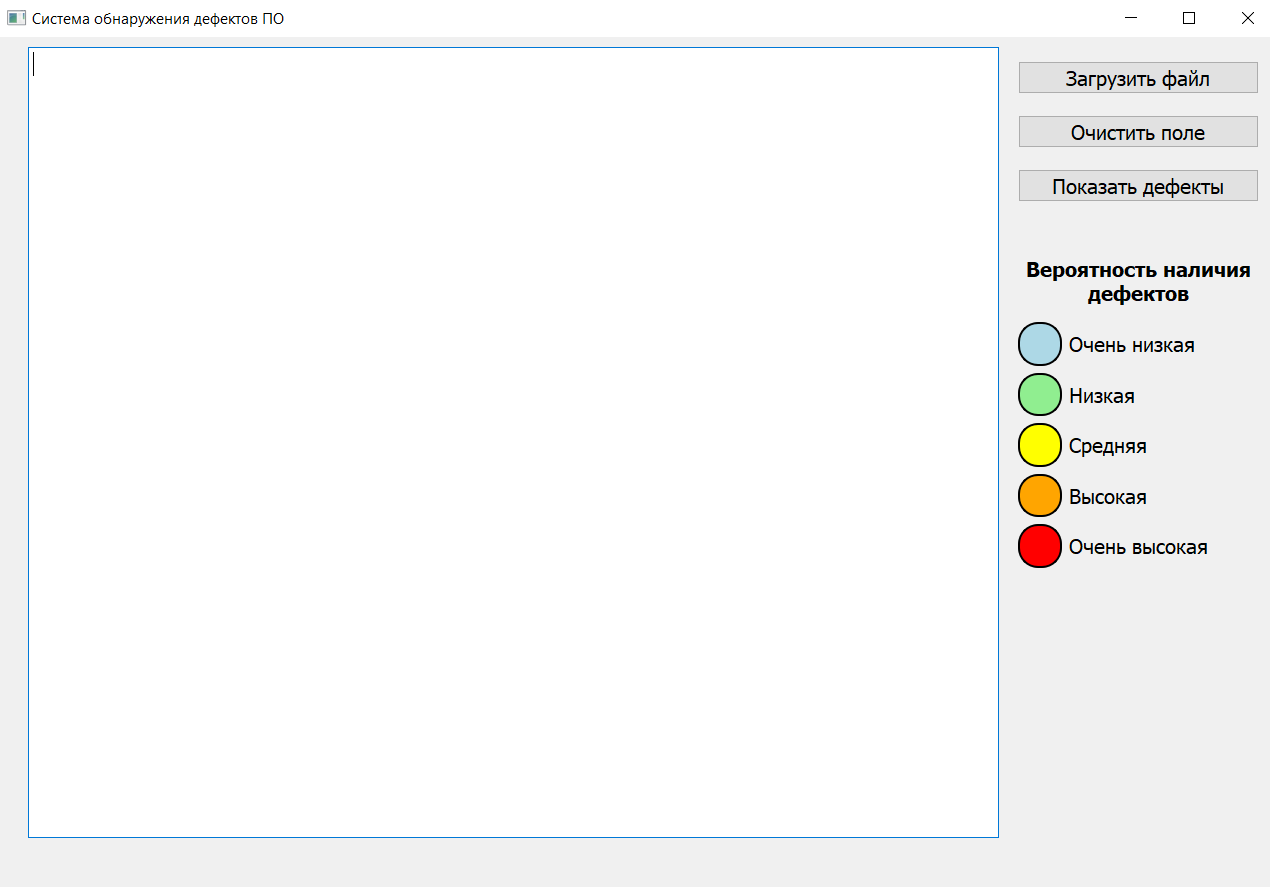 Система обнаружения дефектов ПО
Загрузить файл
Очистить поле
Показать дефекты
Вероятность наличия
дефектов
Очень низкая
Низкая
Средняя
Высокая
Очень высокая